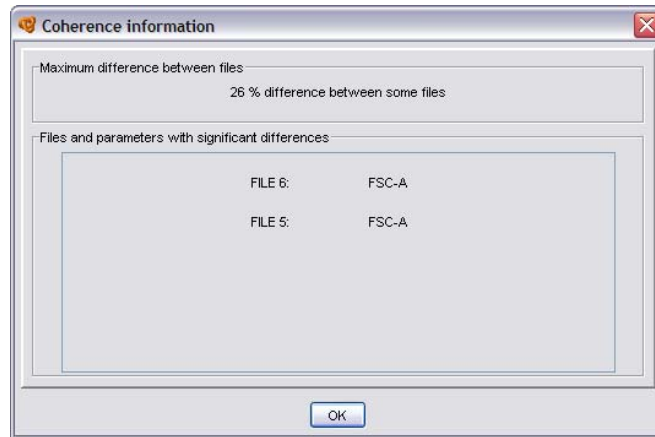 Coherence information
Maximum difference between files
26 % difference between some files
Files and parameters with significant differences
FILE 6: FSC-A
FILE 5: FSC-A
OK